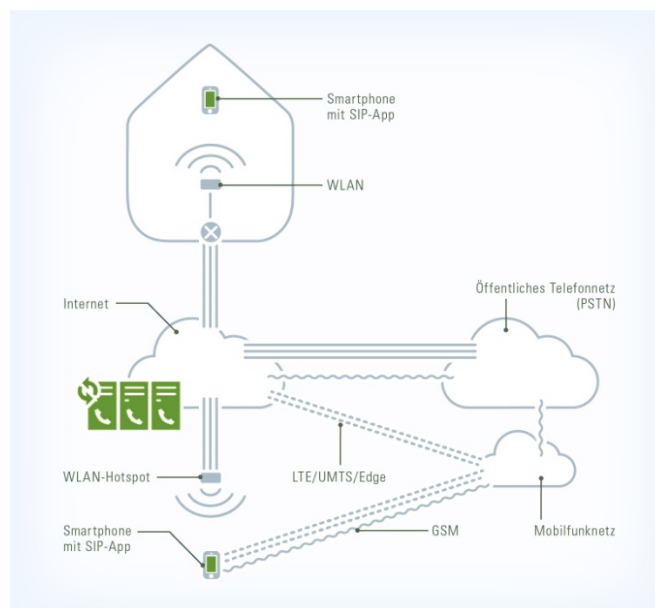 Smartphone
mit SIP-App
WLAN
Öffentliches Telefonnetz
(PSTN)
Internet
WLAN-Hotspot
LTE/UMTS/Edge
Smartphone
mit SIP-App
GSM
Mobilfunknetz